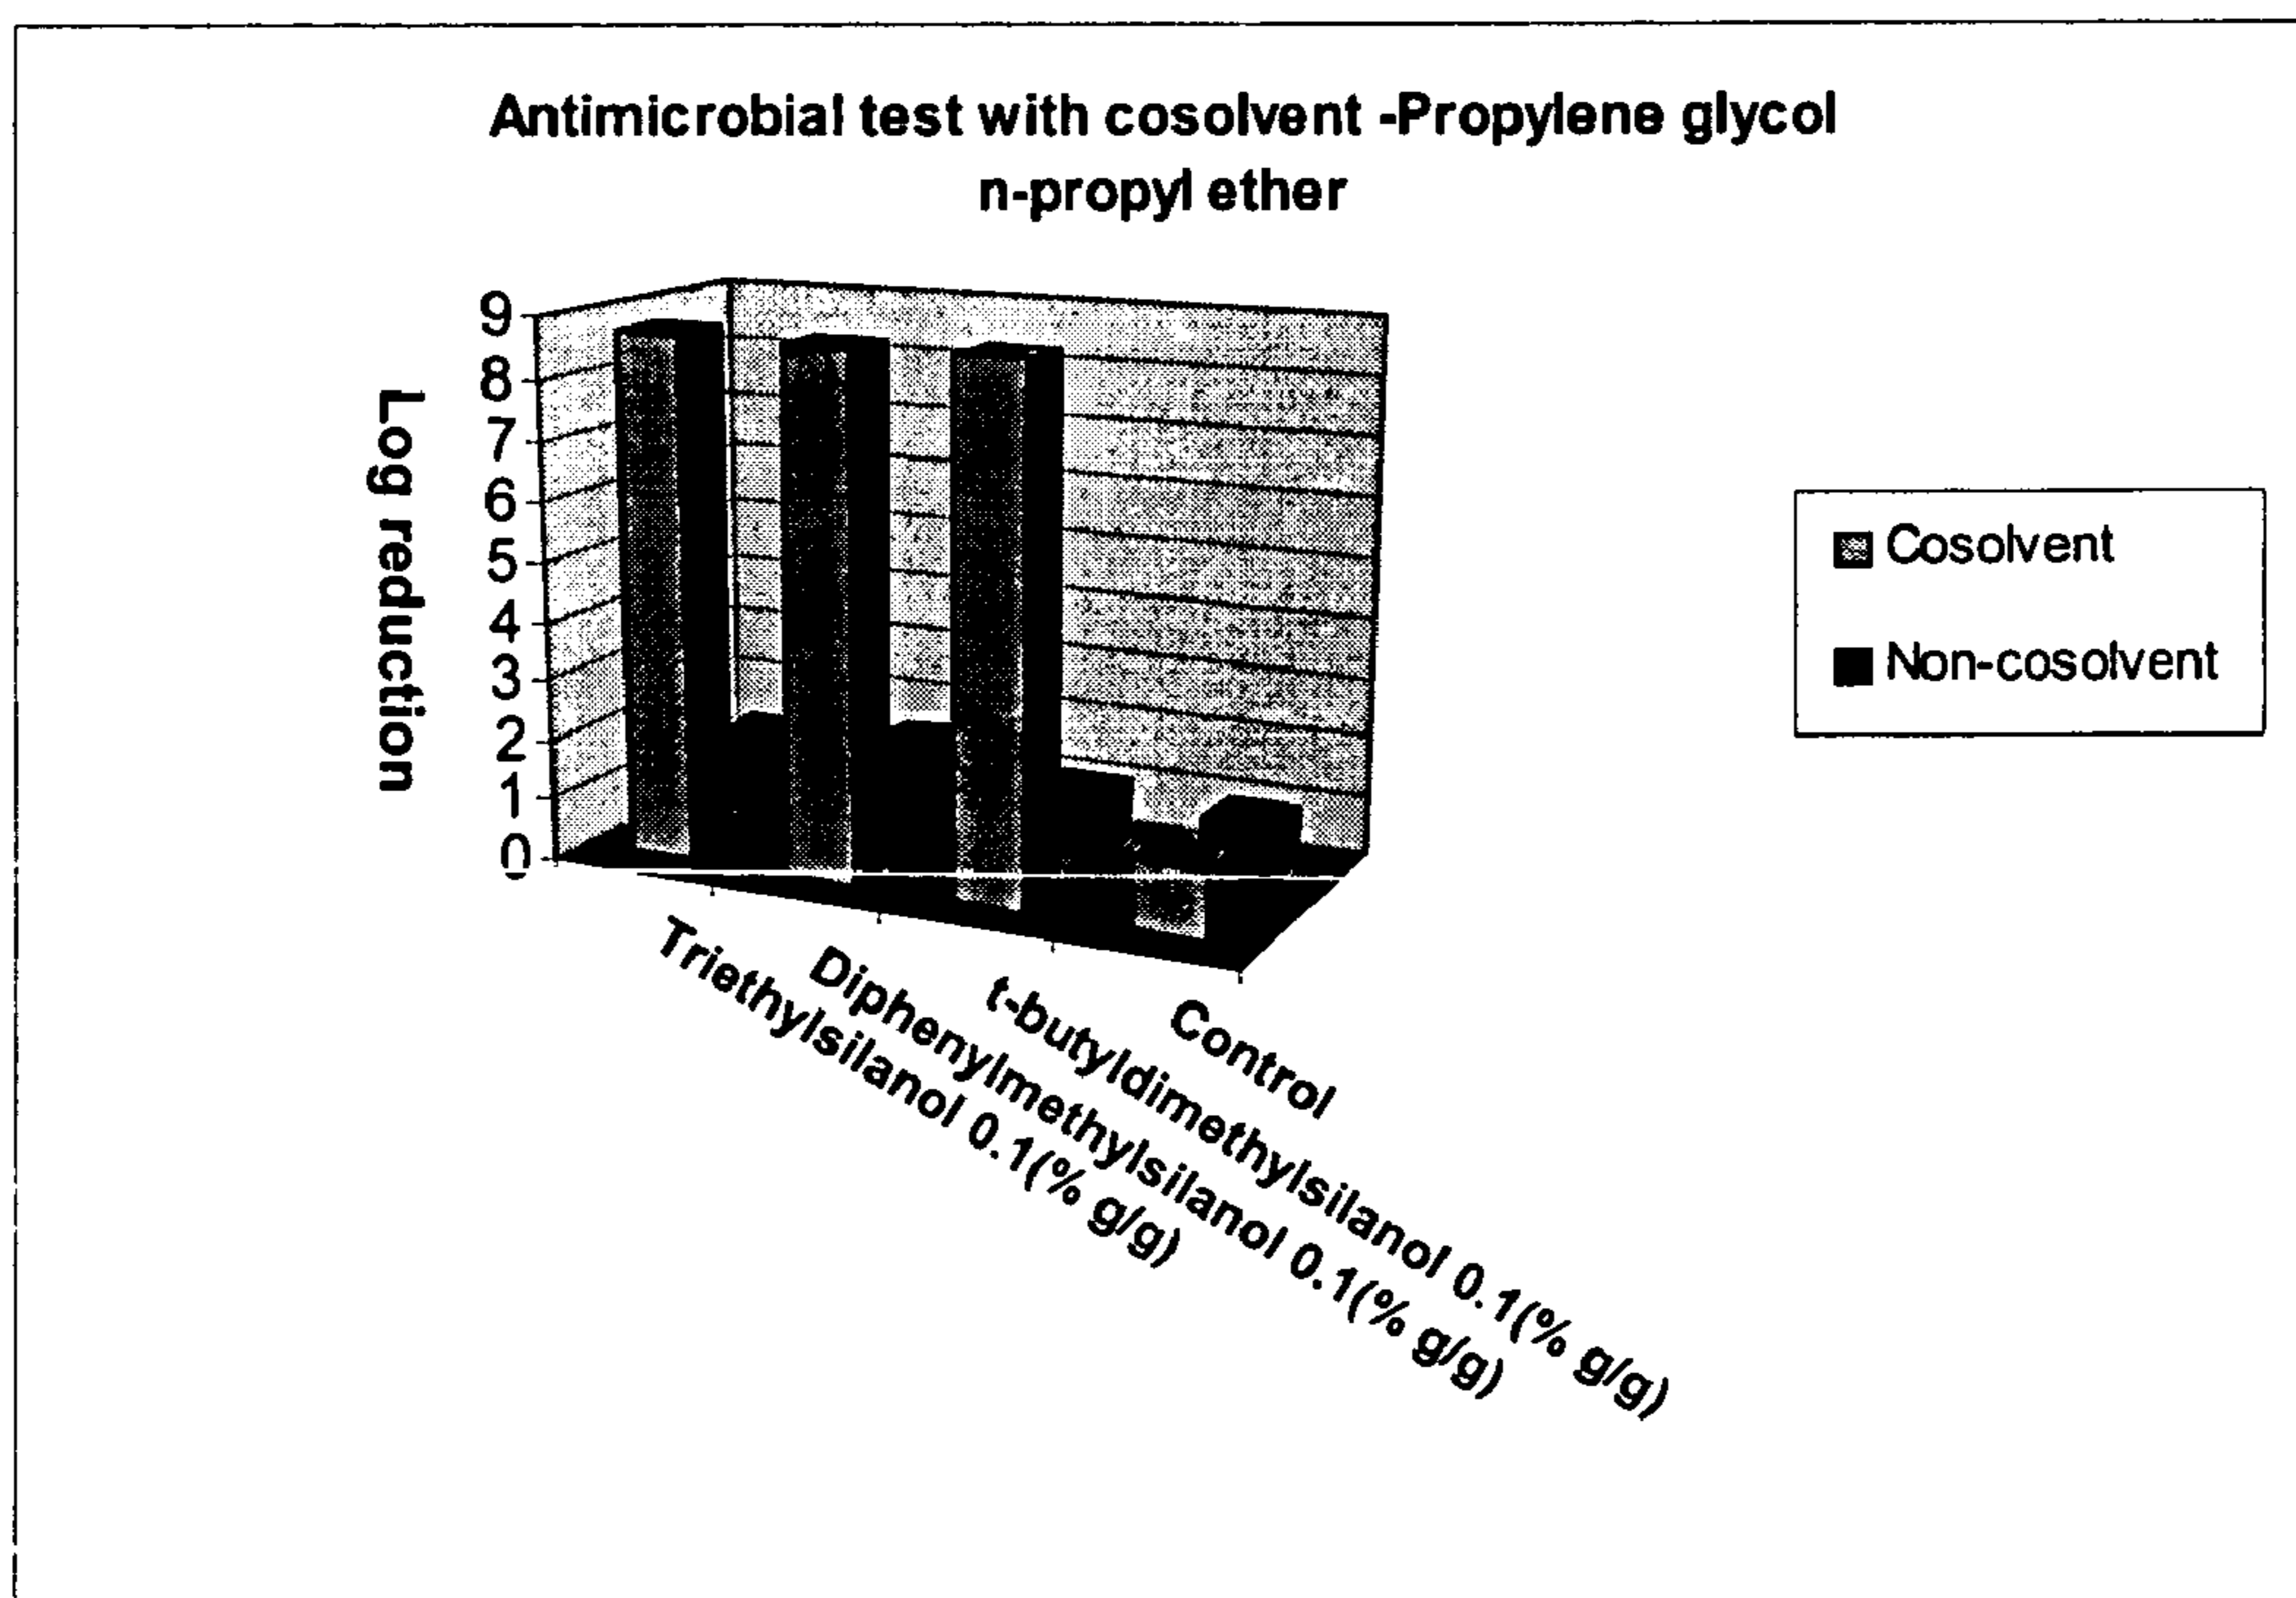 Antimicrobial test with cosolvent -Propylene glycol
n-propyl ether
Log reduction
9
8
7
6
5
4
3
2
1
0
Triethylsilanol 0.1(% g/g)
Diphenylmethylsilanol 0.1(% g/g)
t-butyldimethylsilanol 0.1(% g/g)
Control
Cosolvent
Non-cosolvent